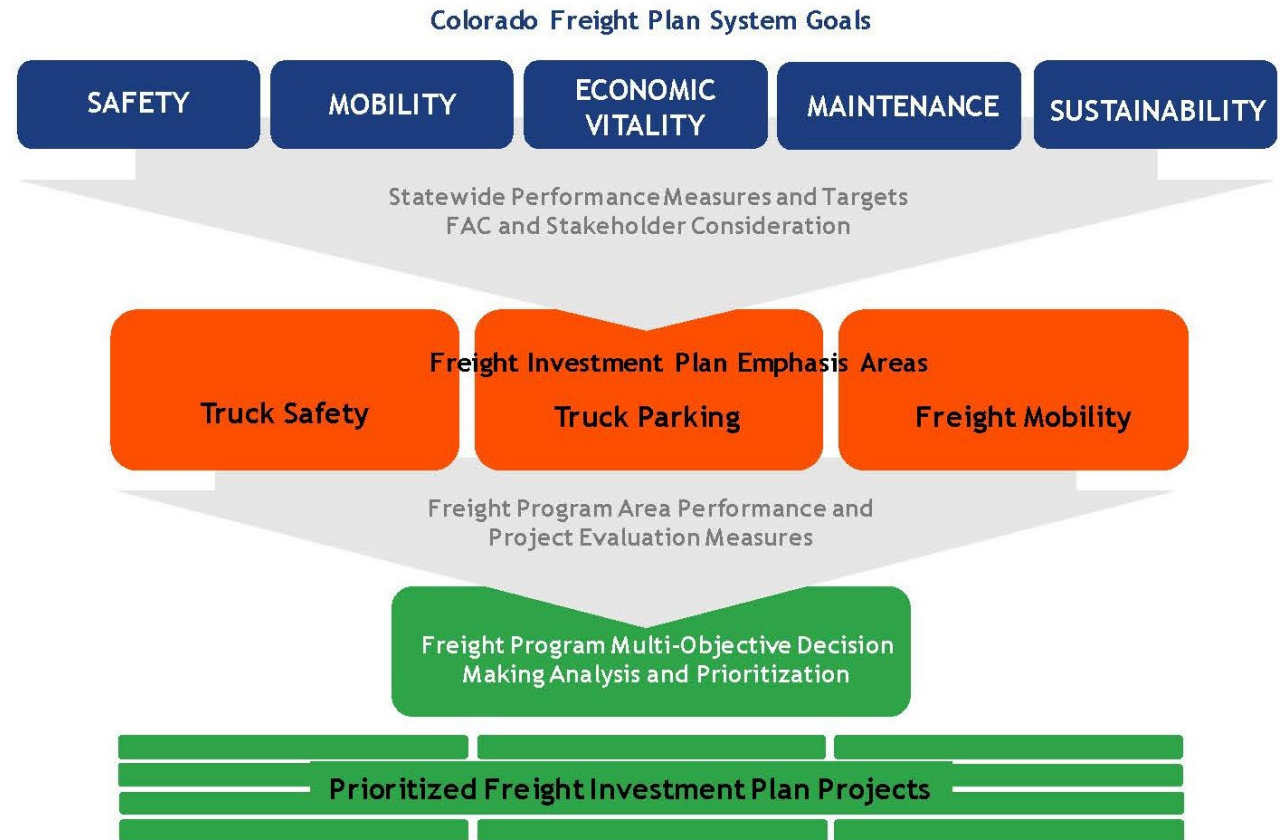 Colorado Freight Plan System Goals
SAFETY
MOBILITY
ECONOMIC
VITALITY
MAINTENANCE
SUSTAINABILITY
Statewide Performance Measures and Targets
FAC and Stakeholder Consideration
Freight Investment Plan Emphasis Areas
Truck Safety
Truck Parking
Freight Mobility
Freight Program Area Performance and
Project Evaluation Measures
Freight Program Multi-Objective Decision
Making Analysis and Prioritization
Prioritized Freight Investment Plan Projects